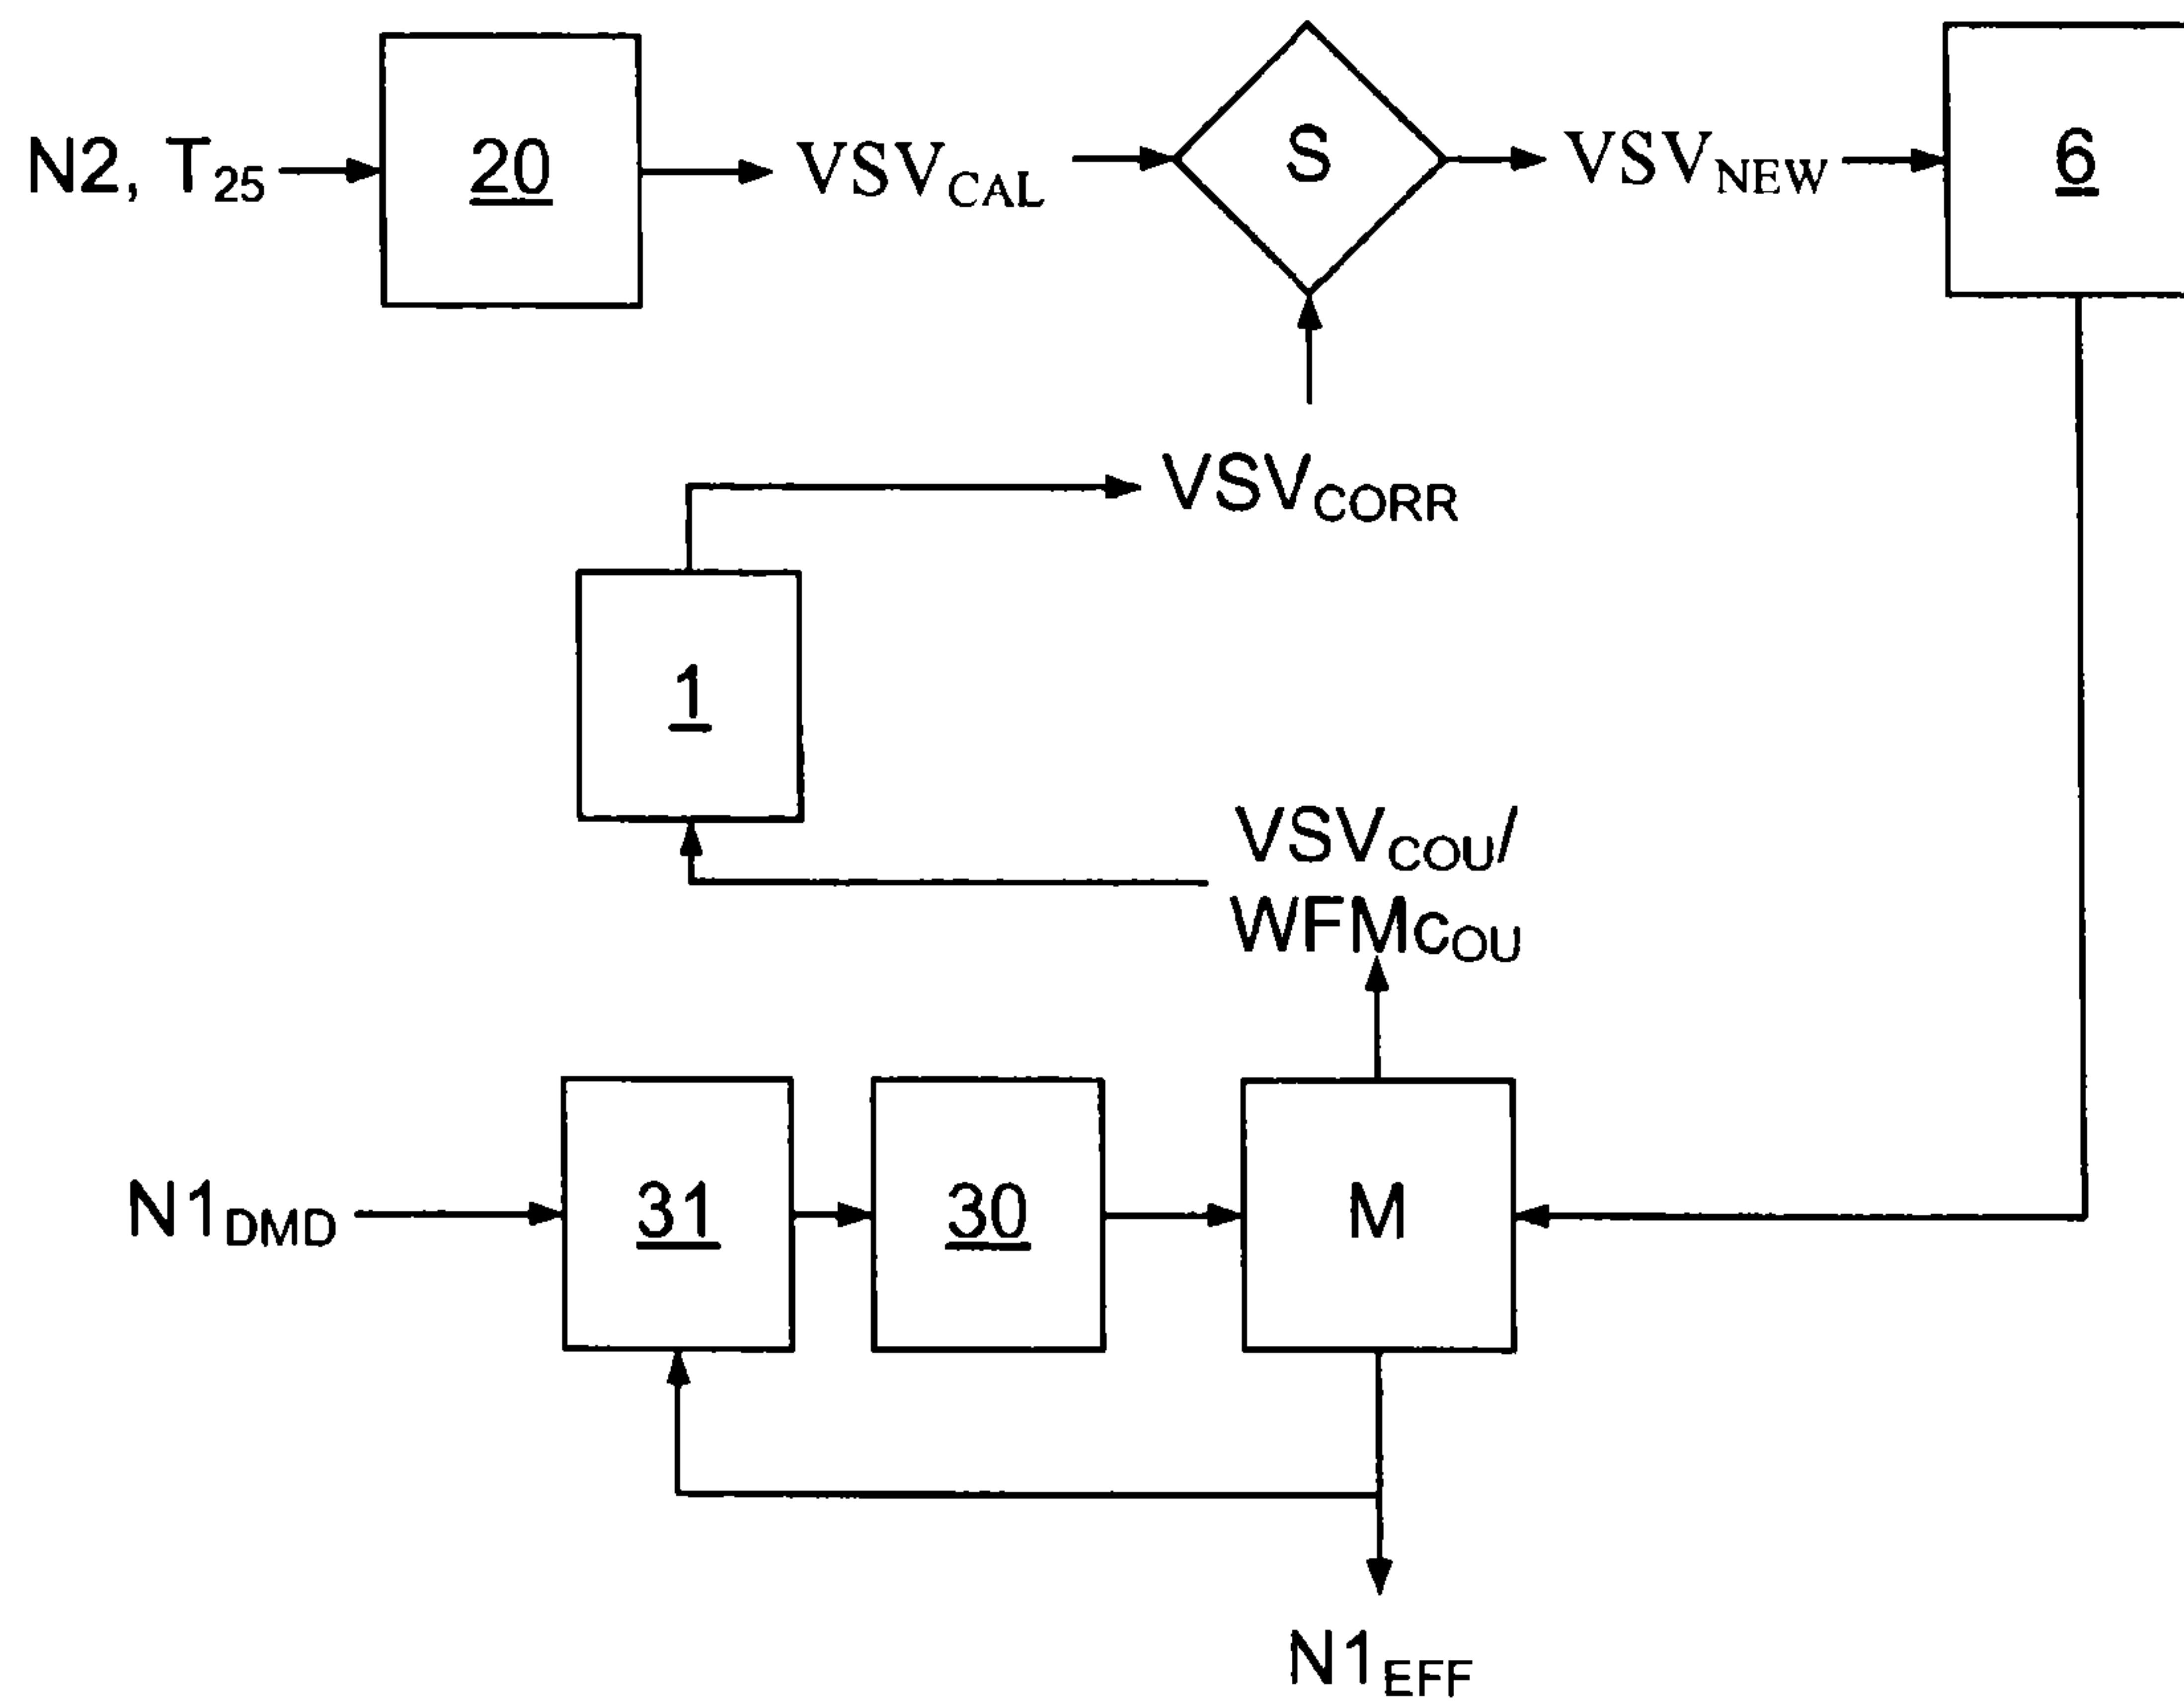 N2, T25
20
VSVCAL
S
VSVNEW
6
VSVCORR
1
VSVCOU/
WFMcOU
N1DMD
31
30
M
N1EFF